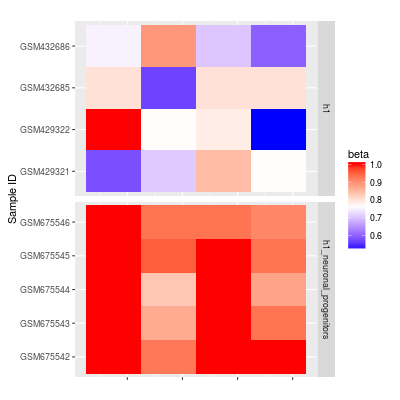 Sample ID
GSM432686
GSM432685
GSM429322
GSM429321
h1
GSM675546
GSM675545
GSM675544
GSM675543
GSM675542
h1_neuronal_progenitors
beta
1.0
0.9
0.8
0.7
0.6